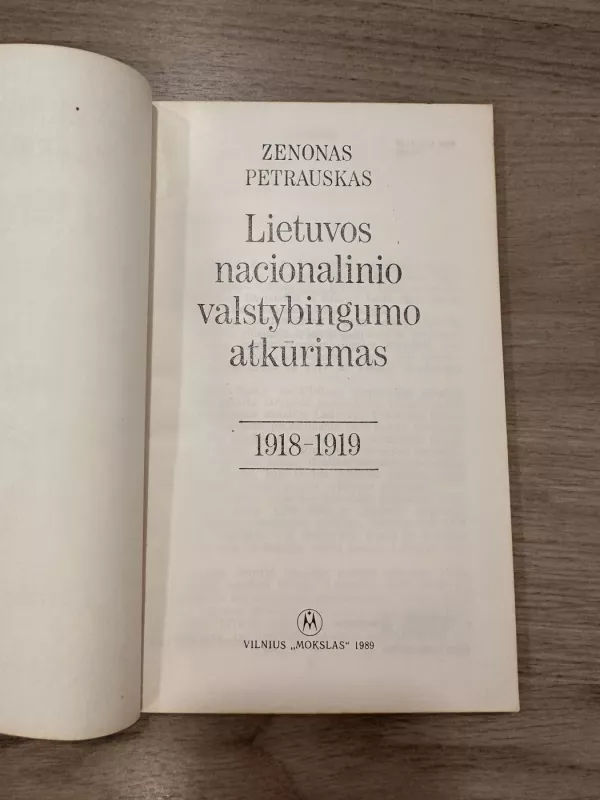 ZENONAS
PETRAUSKAS
Lietuvos
nacionalinio
valstybingumo
atkūrimas
1918-1919
VILNIUS „MOKSLAS“ 1989